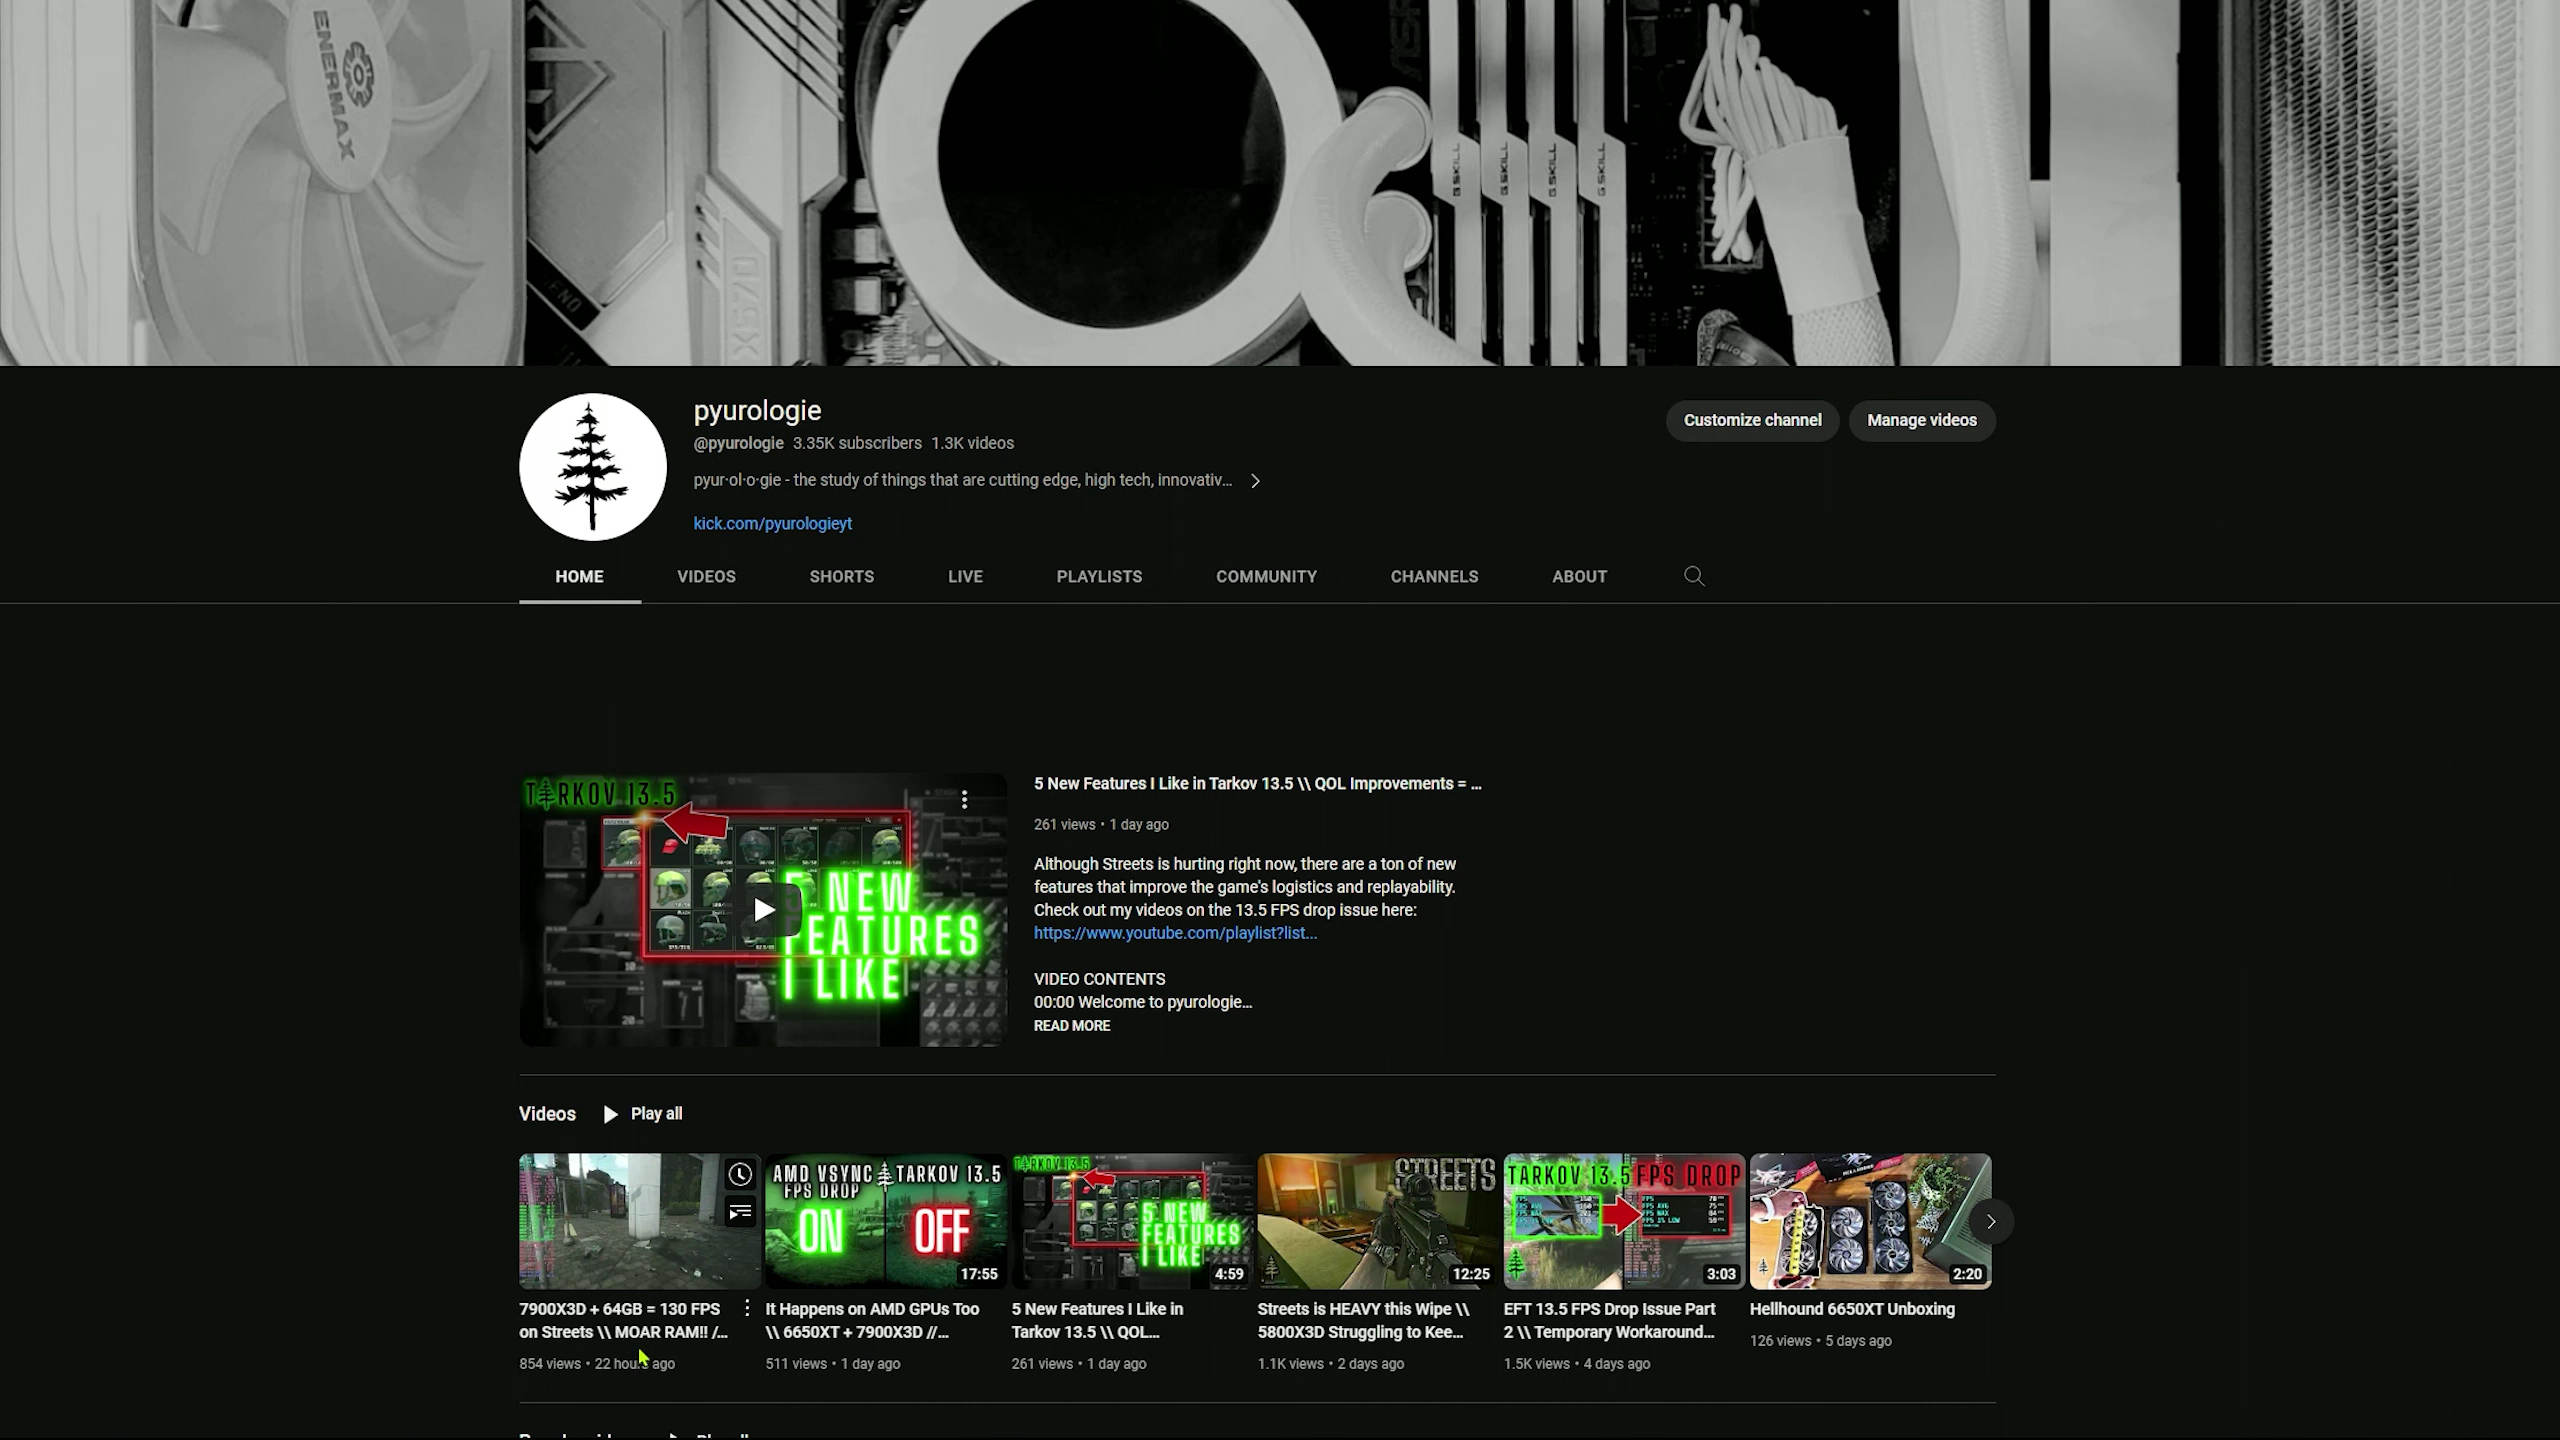 ENERMAX
X570
G.SKILL
G.SKILL
G.SKILL
G.SKILL
pyurologie
@pyurologie 3.35K subscribers 1.3K videos
Customize channel
Manage videos
pyur·ol·o·gie - the study of things that are cutting edge, high tech, innovativ...
kick.com/pyurologieyt
HOME
VIDEOS
SHORTS
LIVE
PLAYLISTS
COMMUNITY
CHANNELS
ABOUT
TARKOV 13.5
5 NEW
FEATURES
I LIKE
5 New Features I Like in Tarkov 13.5 \\ QOL Improvements = ...
261 views • 1 day ago
Although Streets is hurting right now, there are a ton of new
features that improve the game's logistics and replayability.
Check out my videos on the 13.5 FPS drop issue here:
https://www.youtube.com/playlist?list...
VIDEO CONTENTS
00:00 Welcome to pyurologie...
READ MORE
Videos
Play all
AMD VSYNC TARKOV 13.5
FPS DROP
ON
OFF
17:55
TARKOV 13.5
5 NEW
FEATURES
I LIKE
4:59
STREETS
12:25
TARKOV 13.5 FPS DROP
3:03
2:20
7900X3D + 64GB = 130 FPS
on Streets \\ MOAR RAM!! /...
854 views • 22 hours ago
It Happens on AMD GPUs Too
\\ 6650XT + 7900X3D //...
511 views • 1 day ago
5 New Features I Like in
Tarkov 13.5 \\ QOL...
261 views • 1 day ago
Streets is HEAVY this Wipe \\
5800X3D Struggling to Kee...
1.1K views • 2 days ago
EFT 13.5 FPS Drop Issue Part
2 \\ Temporary Workaround...
1.5K views • 4 days ago
Hellhound 6650XT Unboxing
126 views • 5 days ago